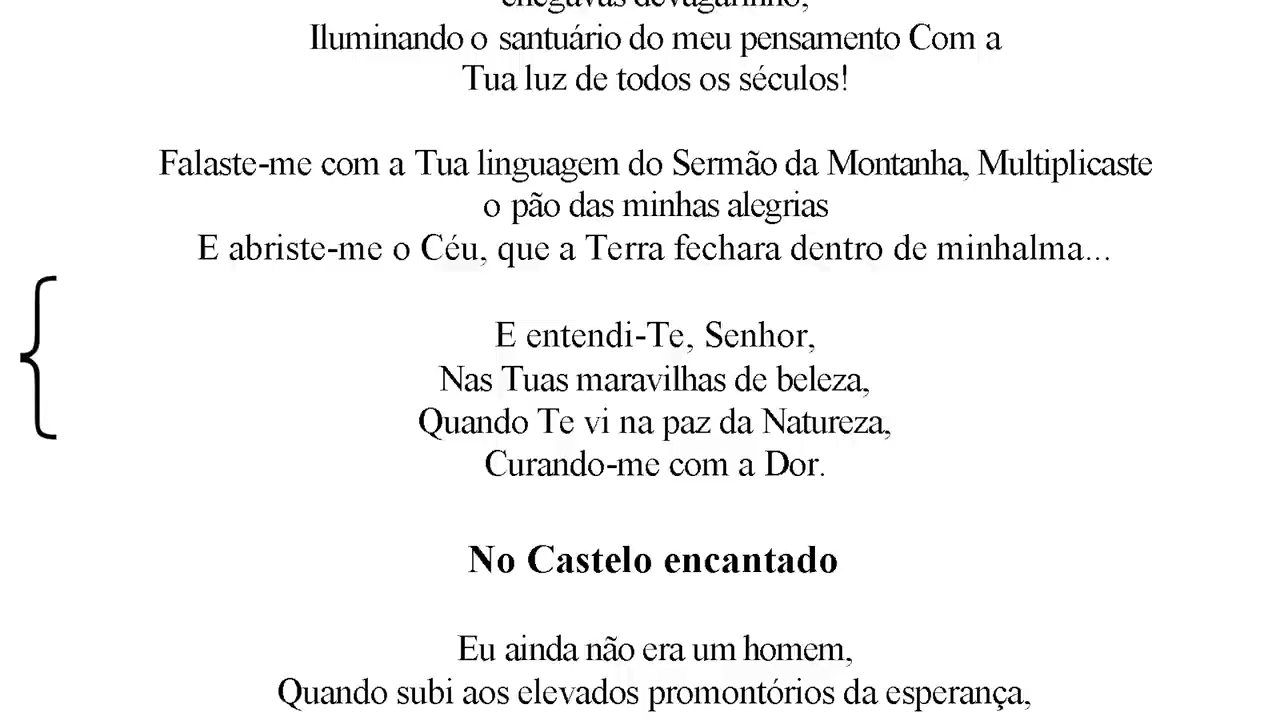 chegavas devagarinho,
Iluminando o santuário do meu pensamento Com a
Tua luz de todos os séculos!
Falaste-me com a Tua linguagem do Sermão da Montanha, Multiplicaste
o pão das minhas alegrias
E abriste-me o Céu, que a Terra fechara dentro de minhalma...
E entendi-Te, Senhor,
Nas Tuas maravilhas de beleza,
Quando Te vi na paz da Natureza,
Curando-me com a Dor.
No Castelo encantado
Eu ainda não era um homem,
Quando subi aos elevados promontórios da esperança,